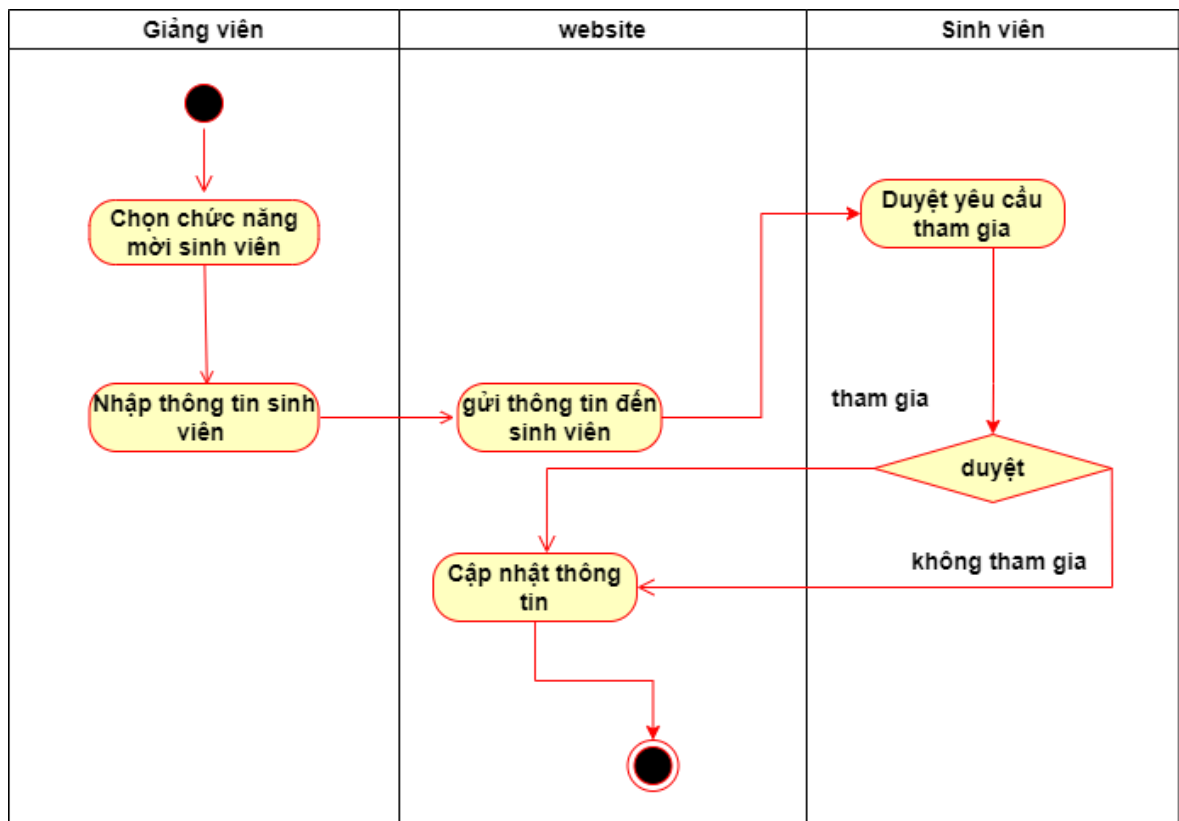 Giảng viên
website
Sinh viên
Chọn chức năng
mời sinh viên
Nhập thông tin sinh
viên
gửi thông tin đến
sinh viên
Duyệt yêu cầu
tham gia
tham gia
duyệt
không tham gia
Cập nhật thông
tin